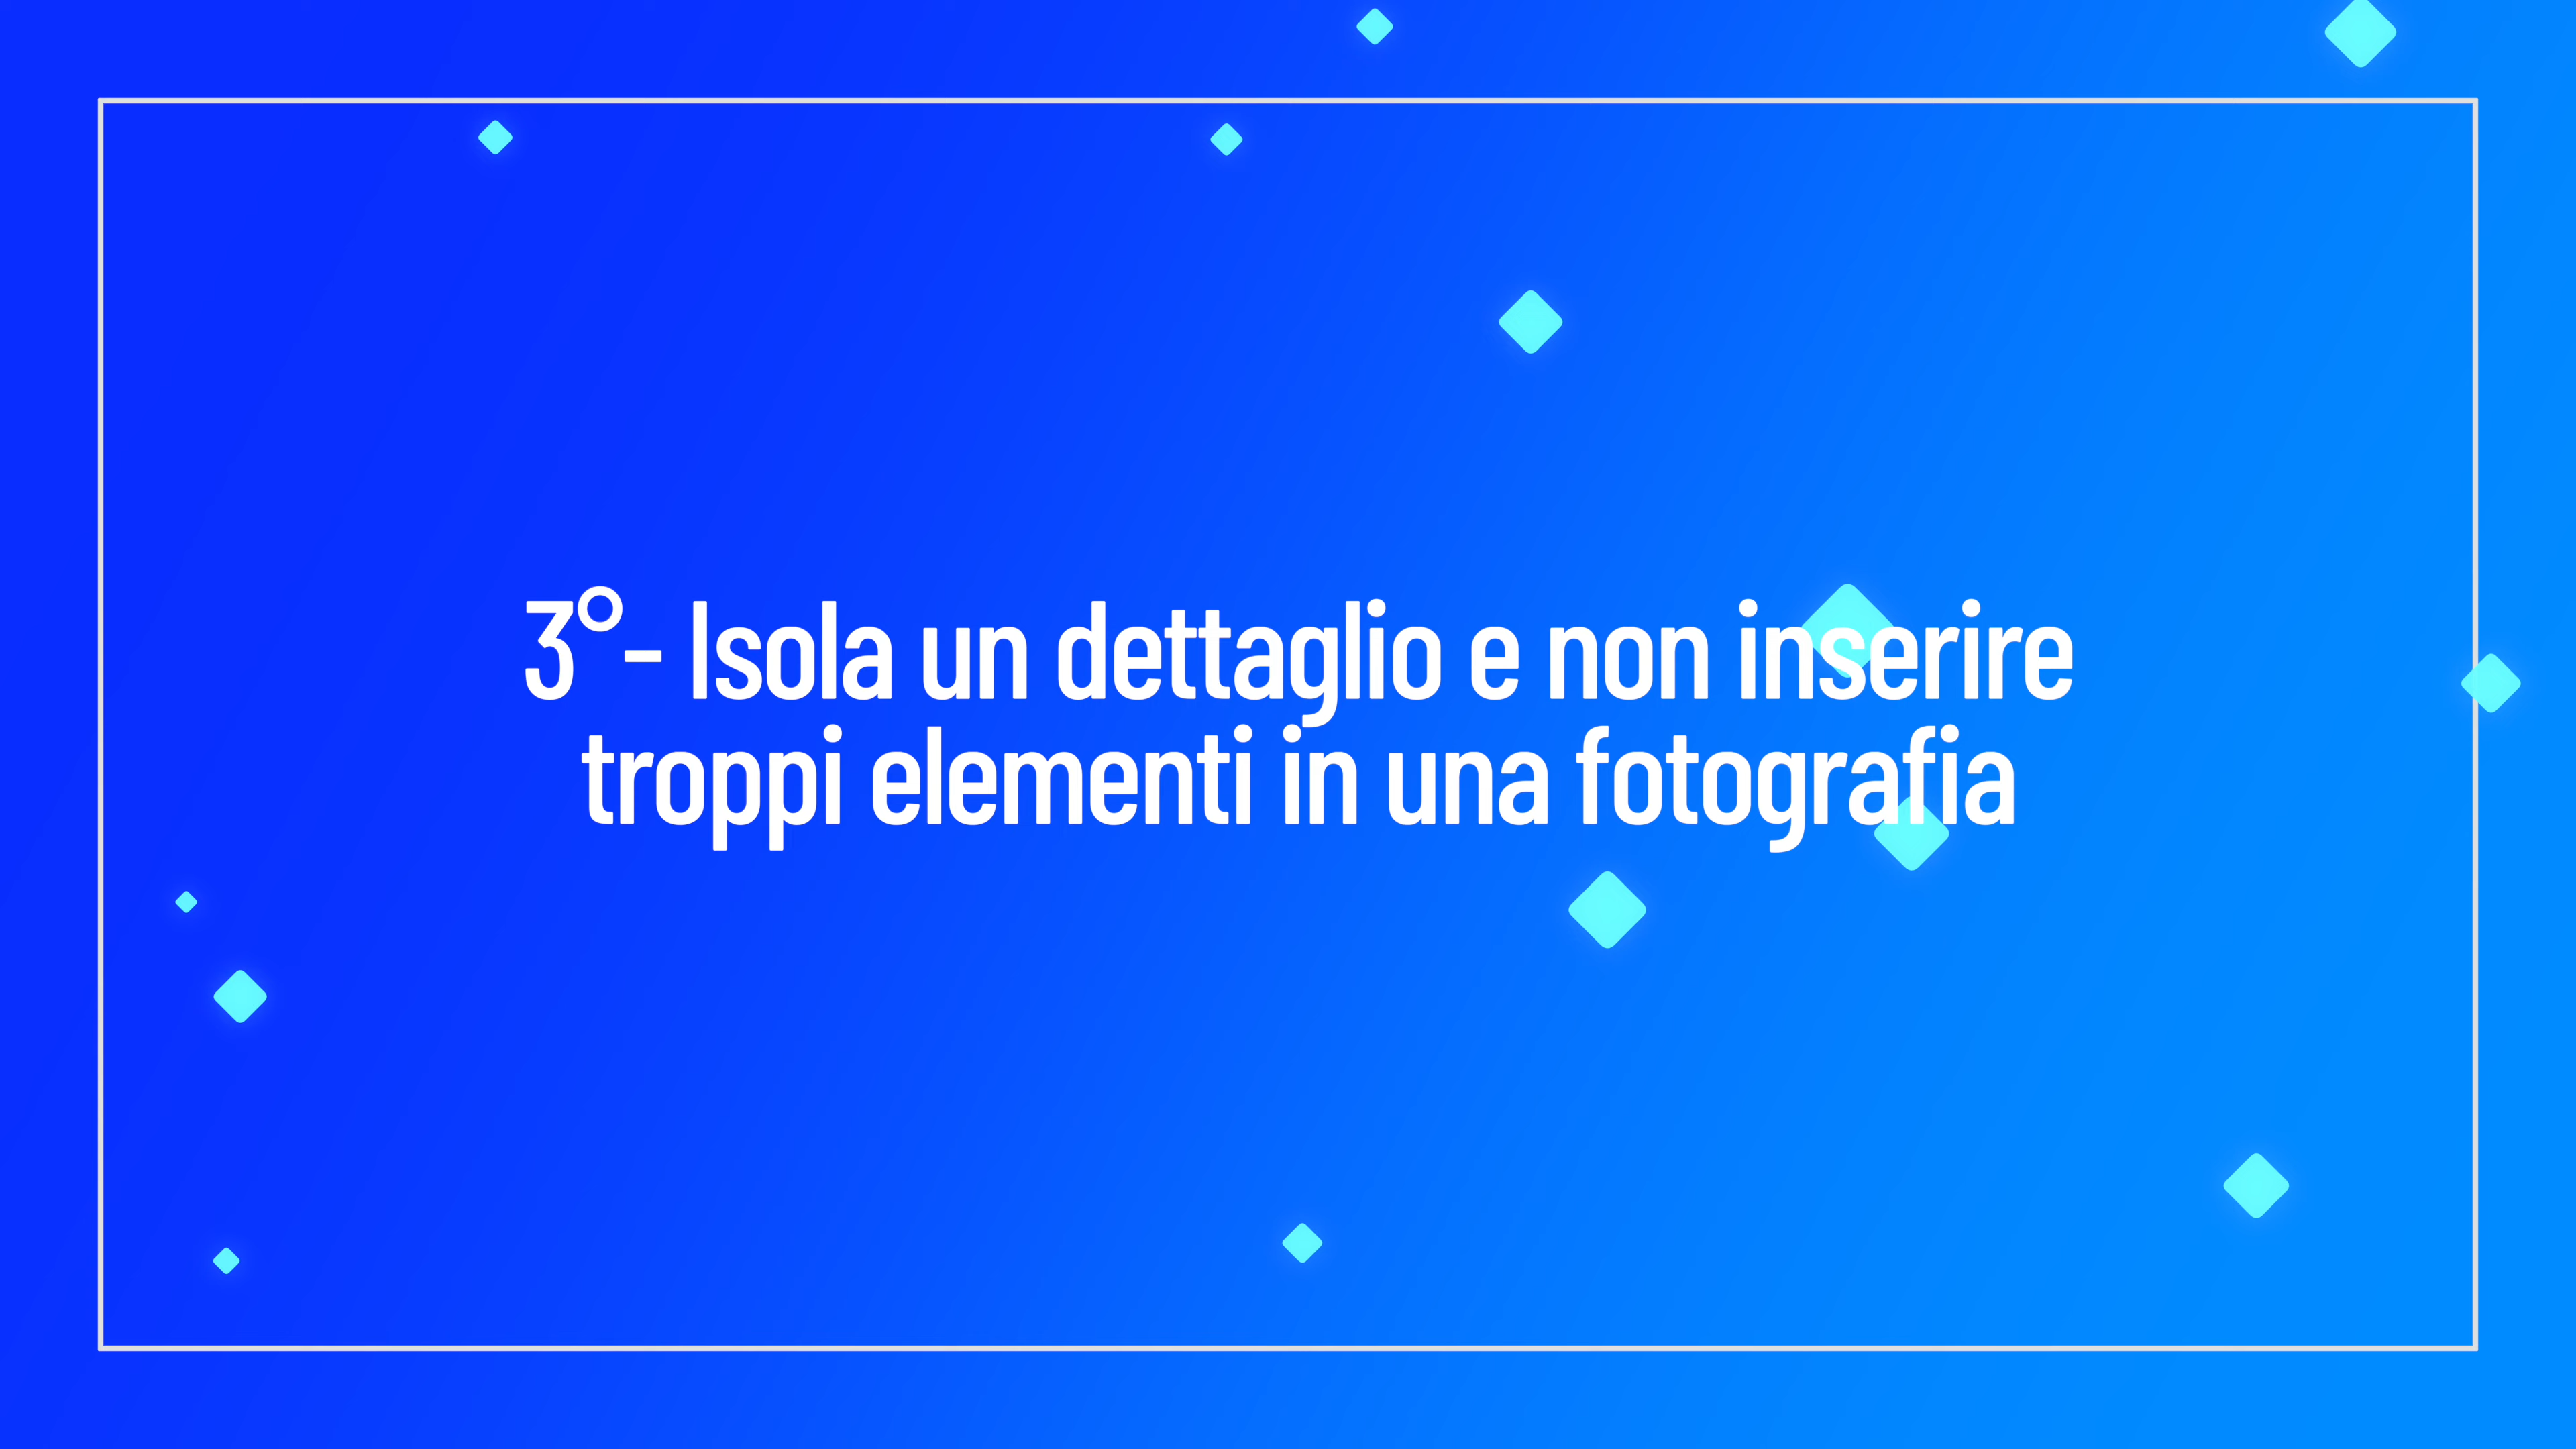 3°- Isola un dettaglio e non inserire
troppi elementi in una fotografia